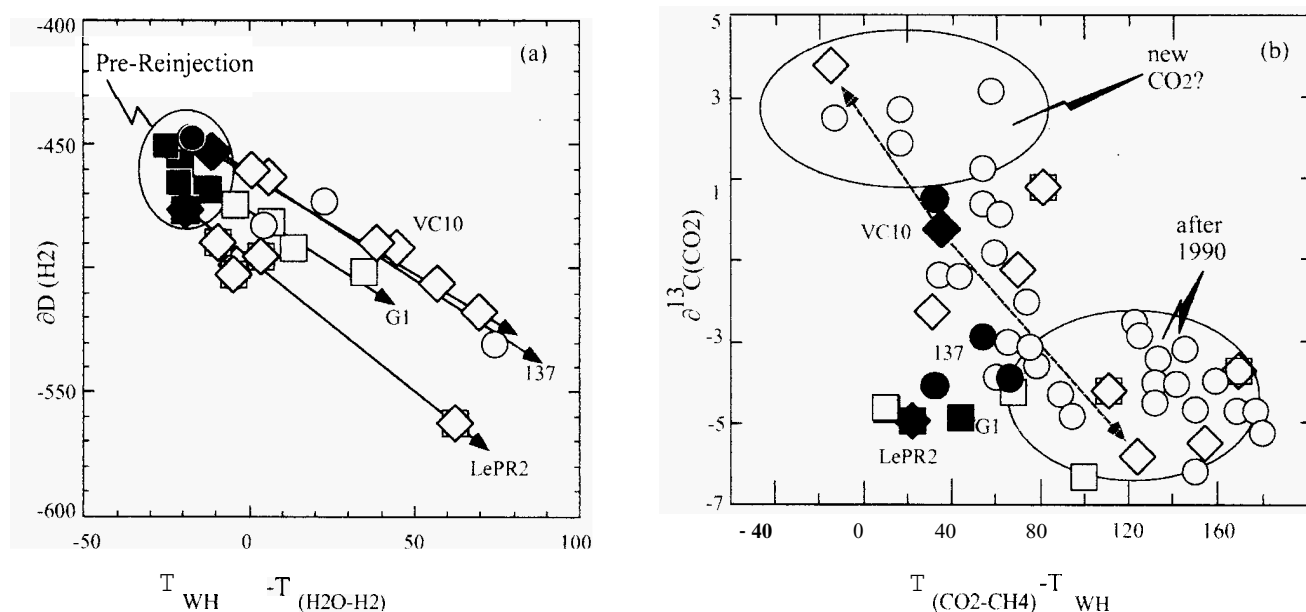 (a)
Pre-Reinjection
-400
-450
-500
-550
-600
∂D (H2)
VC10
G1
137
LePR2
-50
0
50
100
T WH -T (H2O-H2)
(b)
new
CO2?
5
3
1
-3
-5
-7
∂13C(CO2)
VC10
after
1990
137
G1
LePR2
-40
0
40
80
120
160
T (CO2-CH4) -T WH